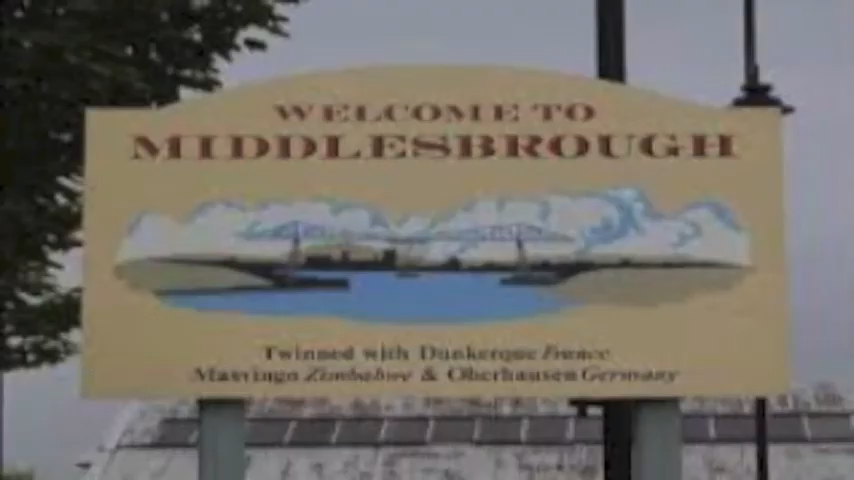 WELCOME TO
MIDDLESBROUGH
Twinned with Dunkerque France
Masvingo Zimbabwe & Oberhausen Germany